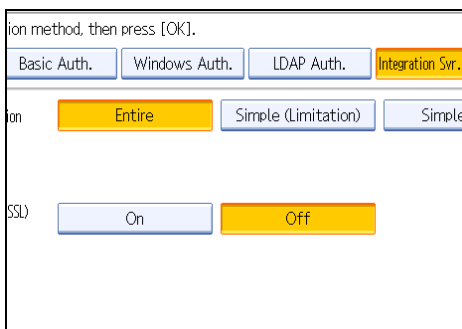 ion method, then press [OK].
Basic Auth. Windows Auth. LDAP Auth. Integration Svr.
ion Entire Simple (Limitation) Simple
SSL) On Off